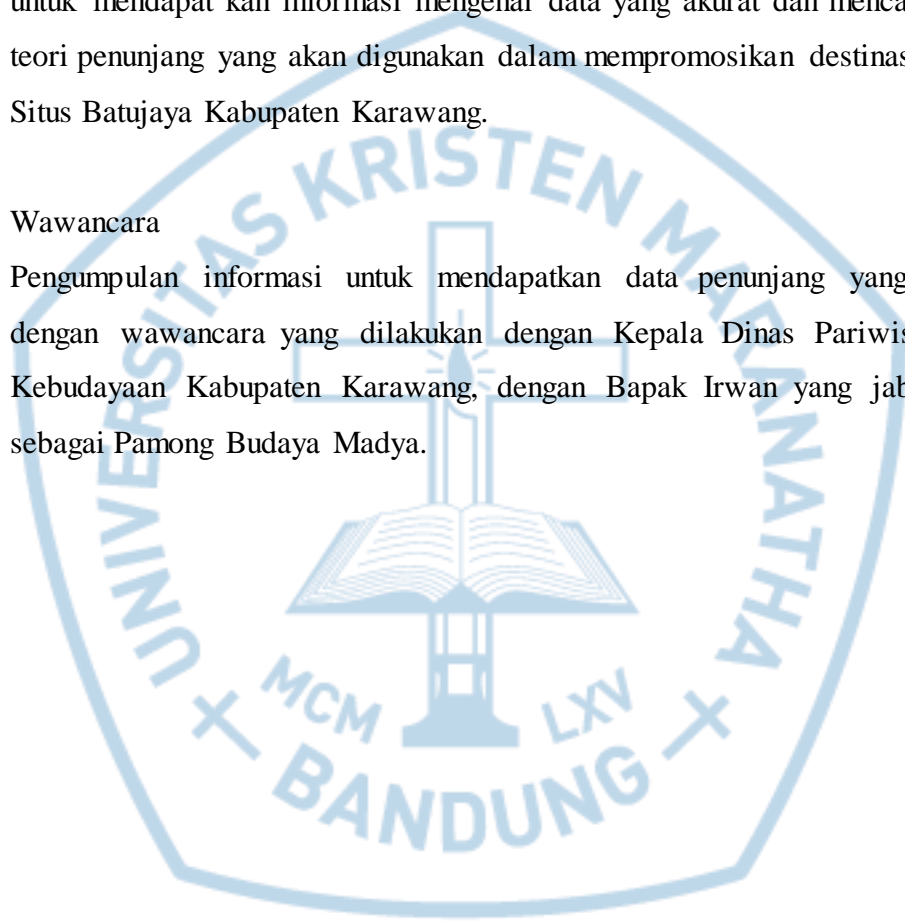 untuk mendapat kan informasi mengenai data yang akurat dan menca
teori penunjang yang akan digunakan dalam mempromosikan destinas
Situs Batujaya Kabupaten Karawang.
Wawancara
Pengumpulan informasi untuk mendapatkan data penunjang yang
dengan wawancara yang dilakukan dengan Kepala Dinas Pariwis
Kebudayaan Kabupaten Karawang, dengan Bapak Irwan yang jab
sebagai Pamong Budaya Madya.
UNIVERSITAS KRISTEN MARANATHA
MCM LXV
BANDUNG